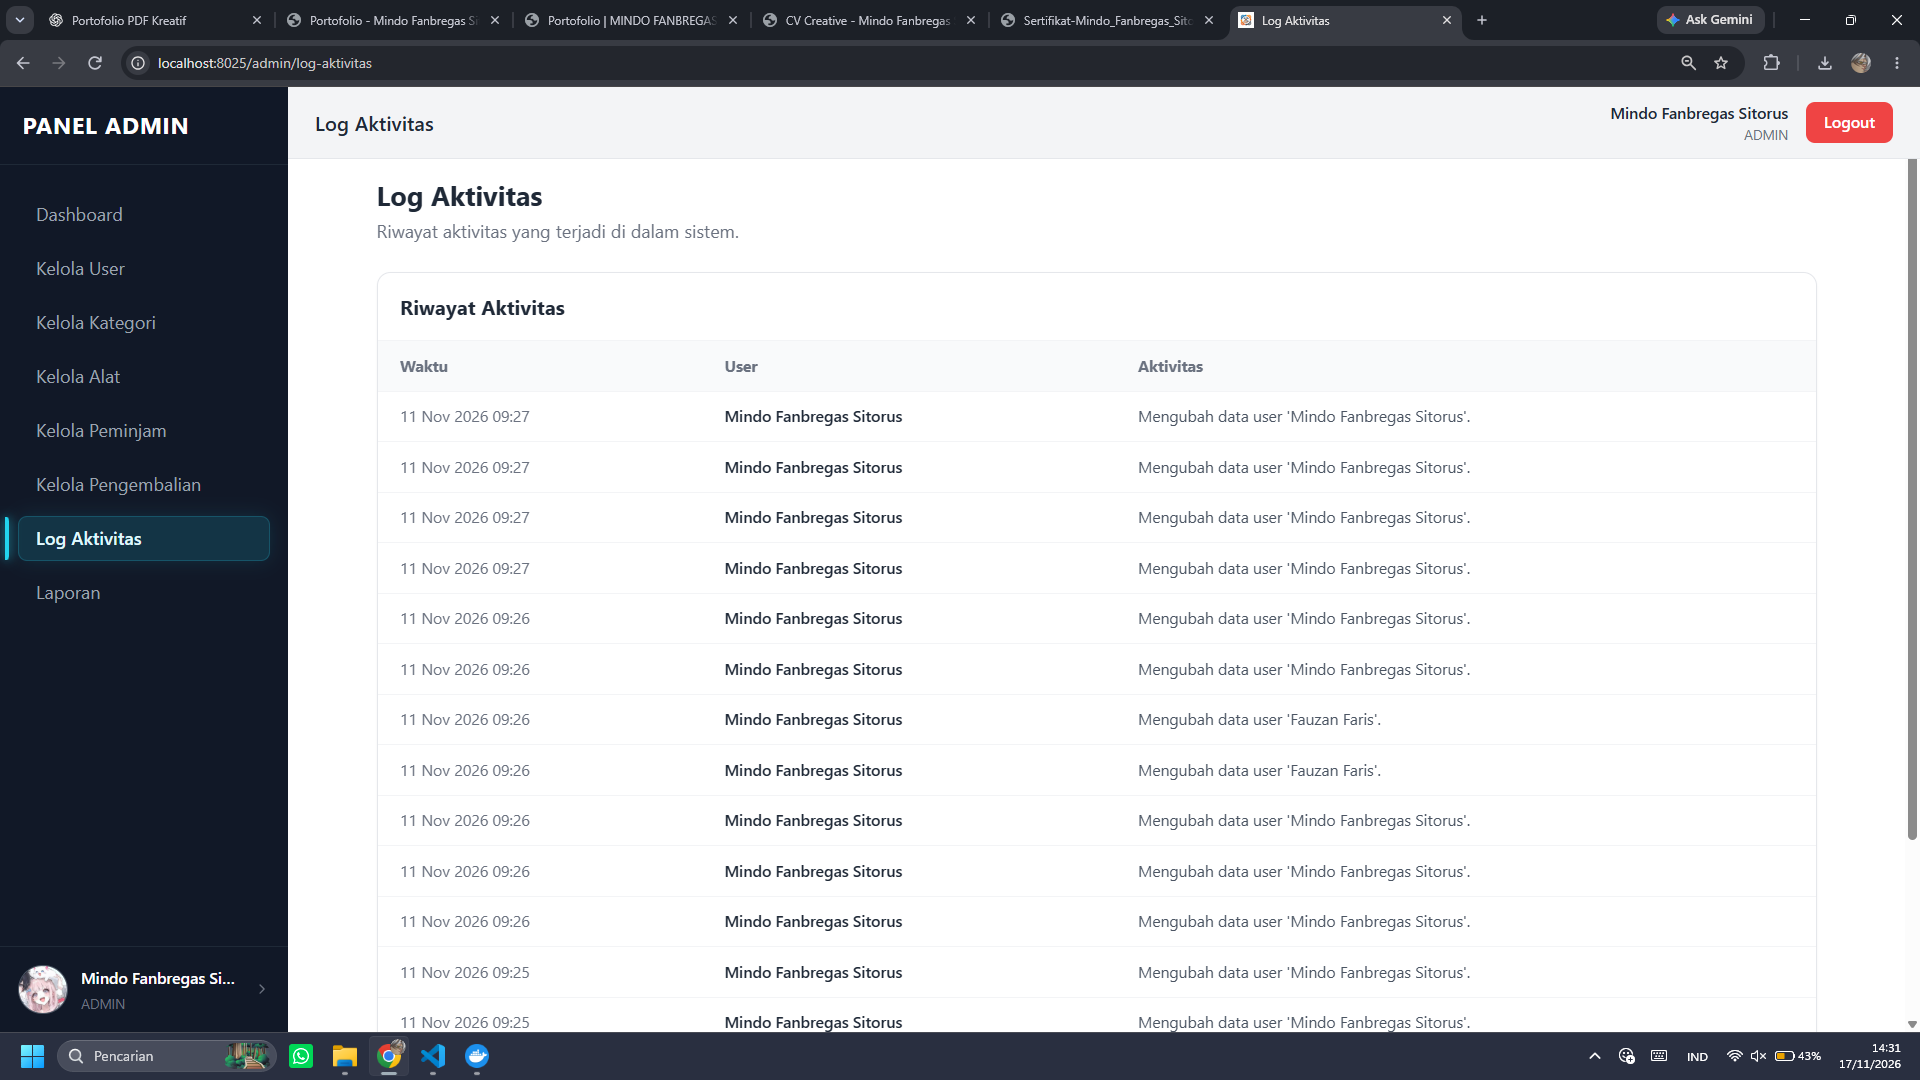 Portofolio PDF Kreatif
Portofolio - Mindo Fanbregas Si
Portofolio | MINDO FANBREGAS
CV Creative - Mindo Fanbregas
Sertifikat-Mindo_Fanbregas_Sito
Log Aktivitas
Ask Gemini
localhost:8025/admin/log-aktivitas
PANEL ADMIN
Dashboard
Kelola User
Kelola Kategori
Kelola Alat
Kelola Peminjam
Kelola Pengembalian
Log Aktivitas
Laporan
Mindo Fanbregas Si...
ADMIN
Log Aktivitas
Mindo Fanbregas Sitorus
ADMIN
Logout
Log Aktivitas
Riwayat aktivitas yang terjadi di dalam sistem.
Riwayat Aktivitas
Waktu User Aktivitas
11 Nov 2026 09:27 Mindo Fanbregas Sitorus Mengubah data user 'Mindo Fanbregas Sitorus'.
11 Nov 2026 09:27 Mindo Fanbregas Sitorus Mengubah data user 'Mindo Fanbregas Sitorus'.
11 Nov 2026 09:27 Mindo Fanbregas Sitorus Mengubah data user 'Mindo Fanbregas Sitorus'.
11 Nov 2026 09:27 Mindo Fanbregas Sitorus Mengubah data user 'Mindo Fanbregas Sitorus'.
11 Nov 2026 09:26 Mindo Fanbregas Sitorus Mengubah data user 'Mindo Fanbregas Sitorus'.
11 Nov 2026 09:26 Mindo Fanbregas Sitorus Mengubah data user 'Mindo Fanbregas Sitorus'.
11 Nov 2026 09:26 Mindo Fanbregas Sitorus Mengubah data user 'Fauzan Faris'.
11 Nov 2026 09:26 Mindo Fanbregas Sitorus Mengubah data user 'Fauzan Faris'.
11 Nov 2026 09:26 Mindo Fanbregas Sitorus Mengubah data user 'Mindo Fanbregas Sitorus'.
11 Nov 2026 09:26 Mindo Fanbregas Sitorus Mengubah data user 'Mindo Fanbregas Sitorus'.
11 Nov 2026 09:26 Mindo Fanbregas Sitorus Mengubah data user 'Mindo Fanbregas Sitorus'.
11 Nov 2026 09:25 Mindo Fanbregas Sitorus Mengubah data user 'Mindo Fanbregas Sitorus'.
11 Nov 2026 09:25 Mindo Fanbregas Sitorus Mengubah data user 'Mindo Fanbregas Sitorus'.
Pencarian
IND
43%
14:31
17/11/2026